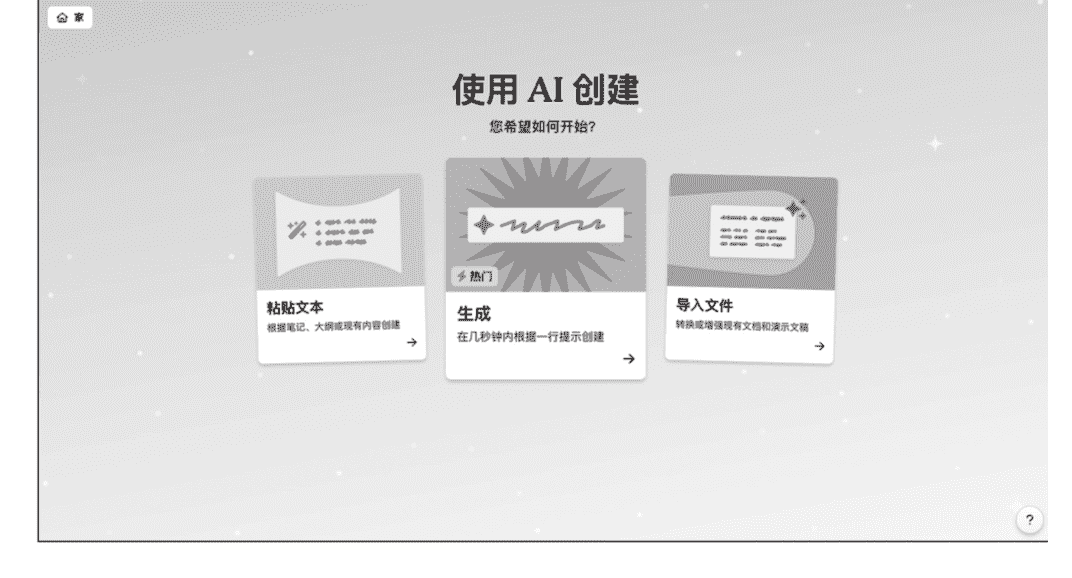 家
使用 AI 创建
您希望如何开始?
粘贴文本
根据笔记、大纲或现有内容创建
热门
生成
在几秒钟内根据一行提示创建
导入文件
转换或增强现有文档和演示文稿
?